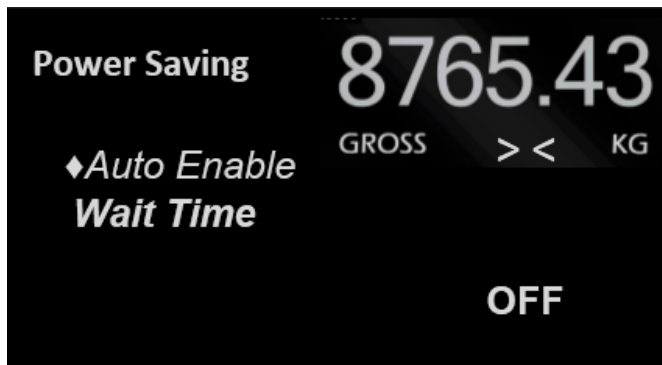 Power Saving
8765.43
GROSS > < KG
♦Auto Enable
Wait Time
OFF